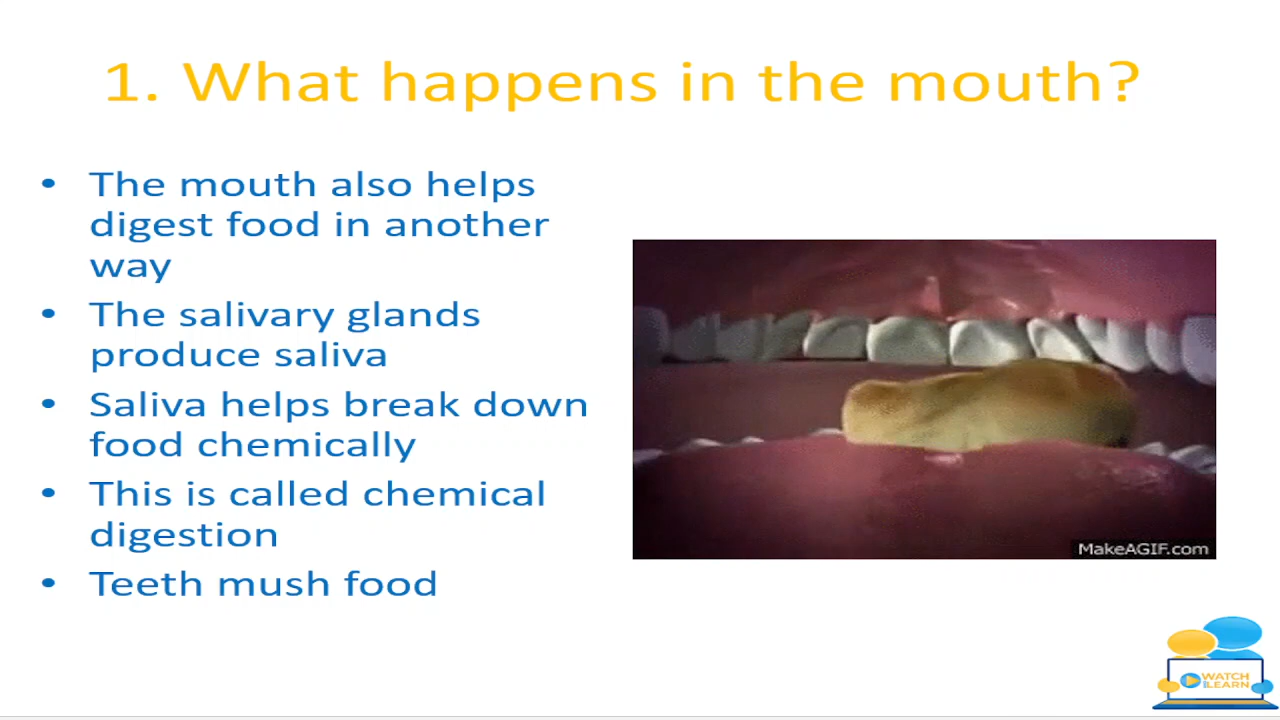 1. What happens in the mouth?
• The mouth also helps
digest food in another
way
• The salivary glands
produce saliva
• Saliva helps break down
food chemically
• This is called chemical
digestion
• Teeth mush food
MakeAGIF.com
WATCH
AND LEARN